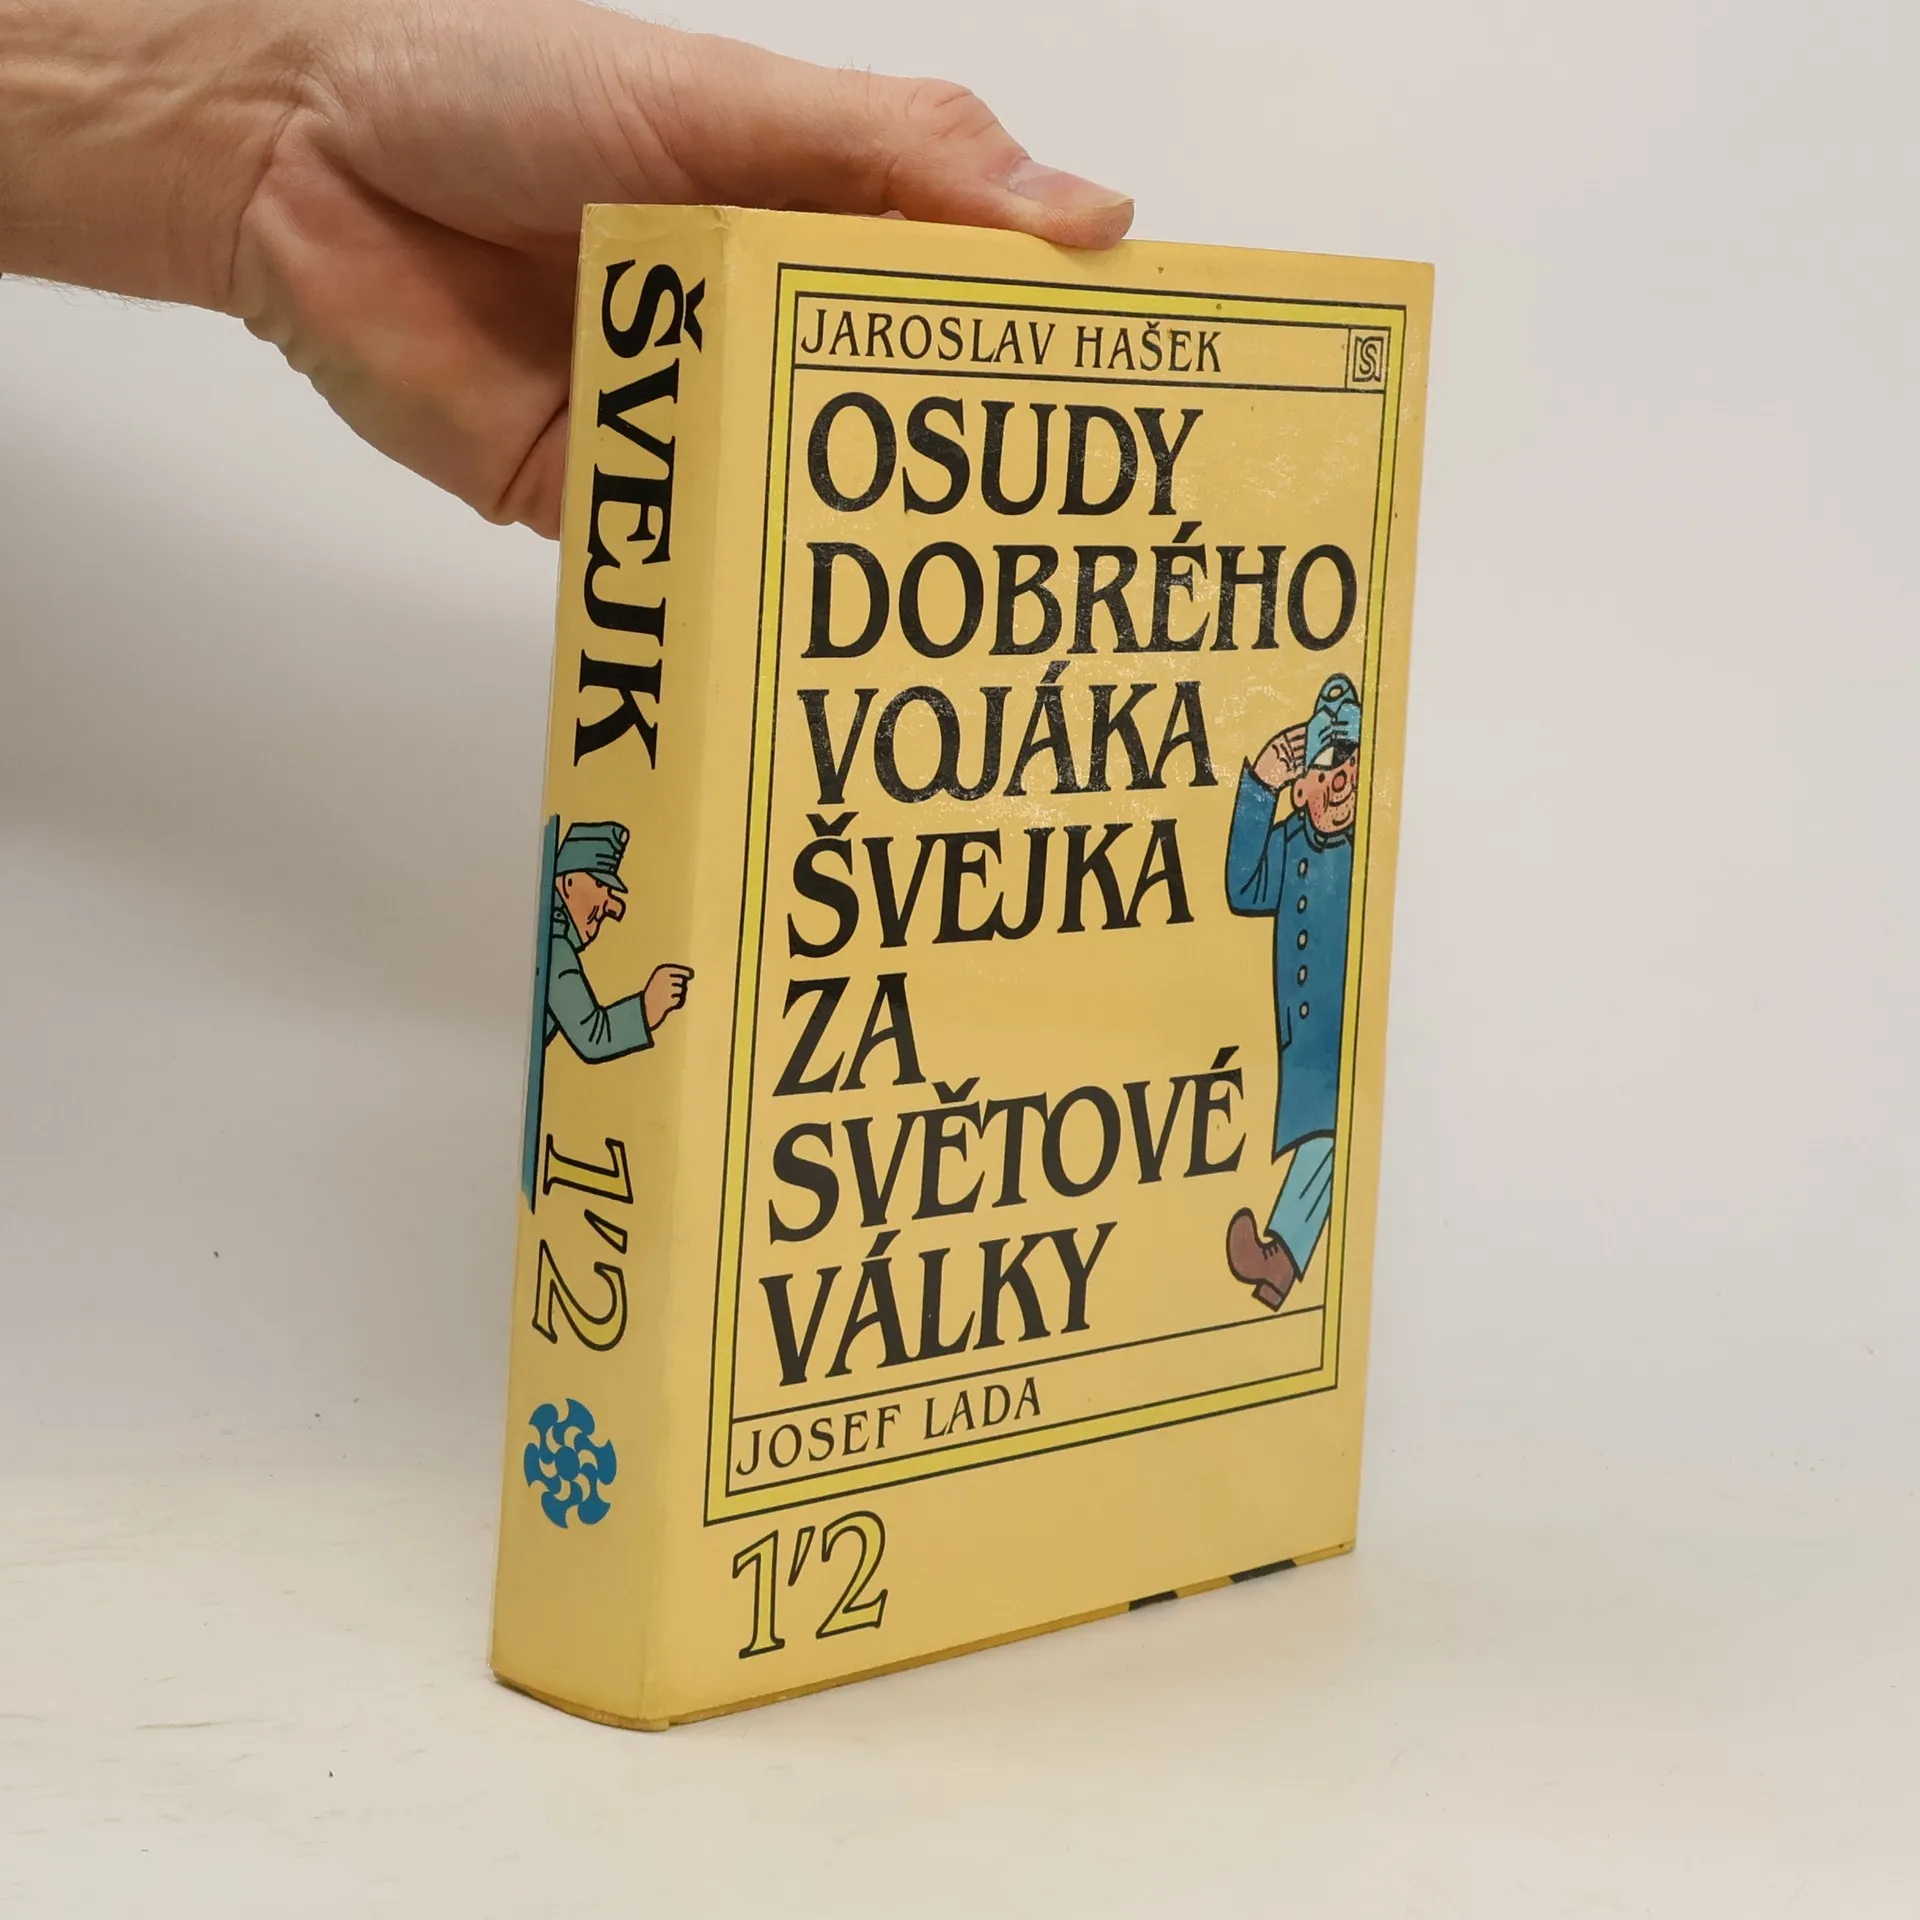 ŠVEJK
1'2
JAROSLAV HAŠEK
OSUDY
DOBRÉHO
VOJÁKA
ŠVEJKA
ZA
SVĚTOVÉ
VÁLKY
JOSEF LADA
1'2